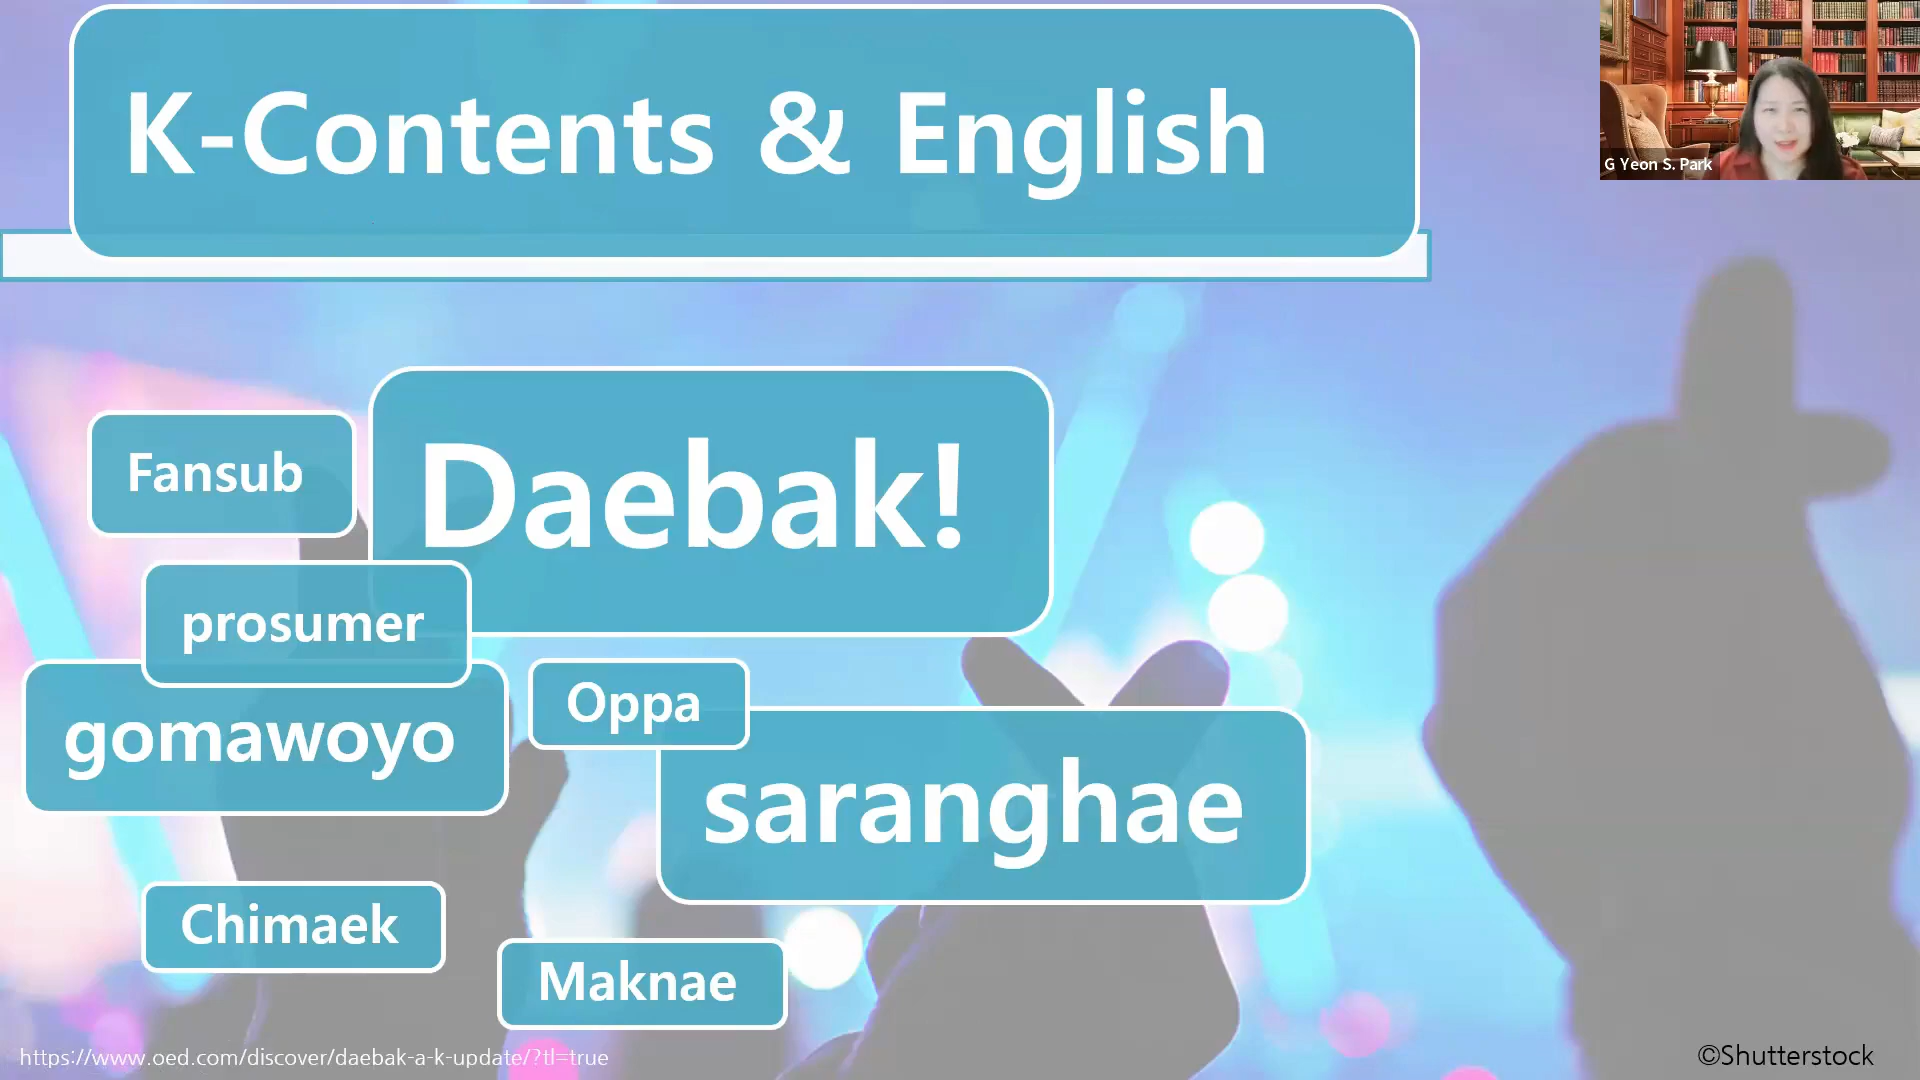 K-Contents & English
G Yeon S. Park
Fansub
Daebak!
prosumer
gomawoyo
Oppa
saranghae
Chimaek
Maknae
https://www.oed.com/discover/daebak-a-k-update/?tl=true
©Shutterstock